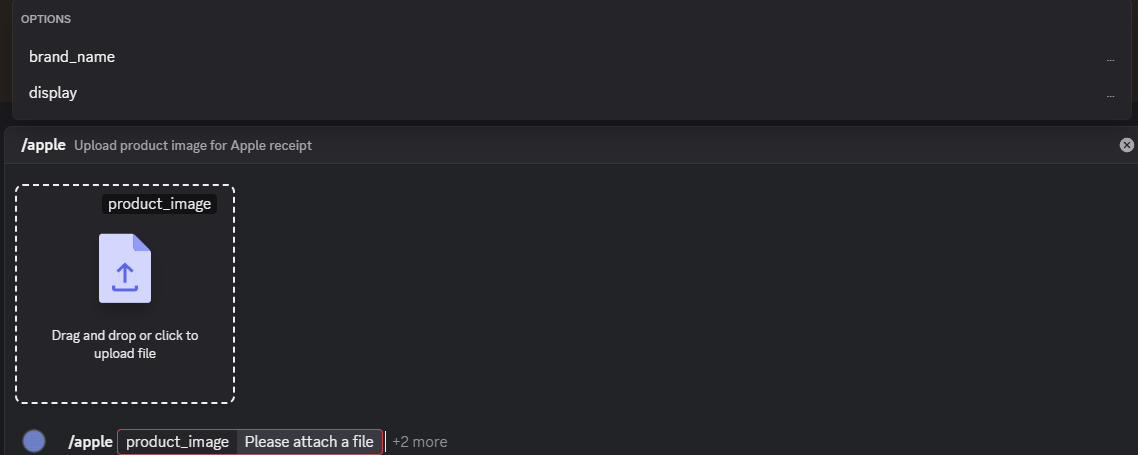 OPTIONS
brand_name ...
display ...
/apple Upload product image for Apple receipt
product_image
Drag and drop or click to
upload file
/apple product_image Please attach a file +2 more